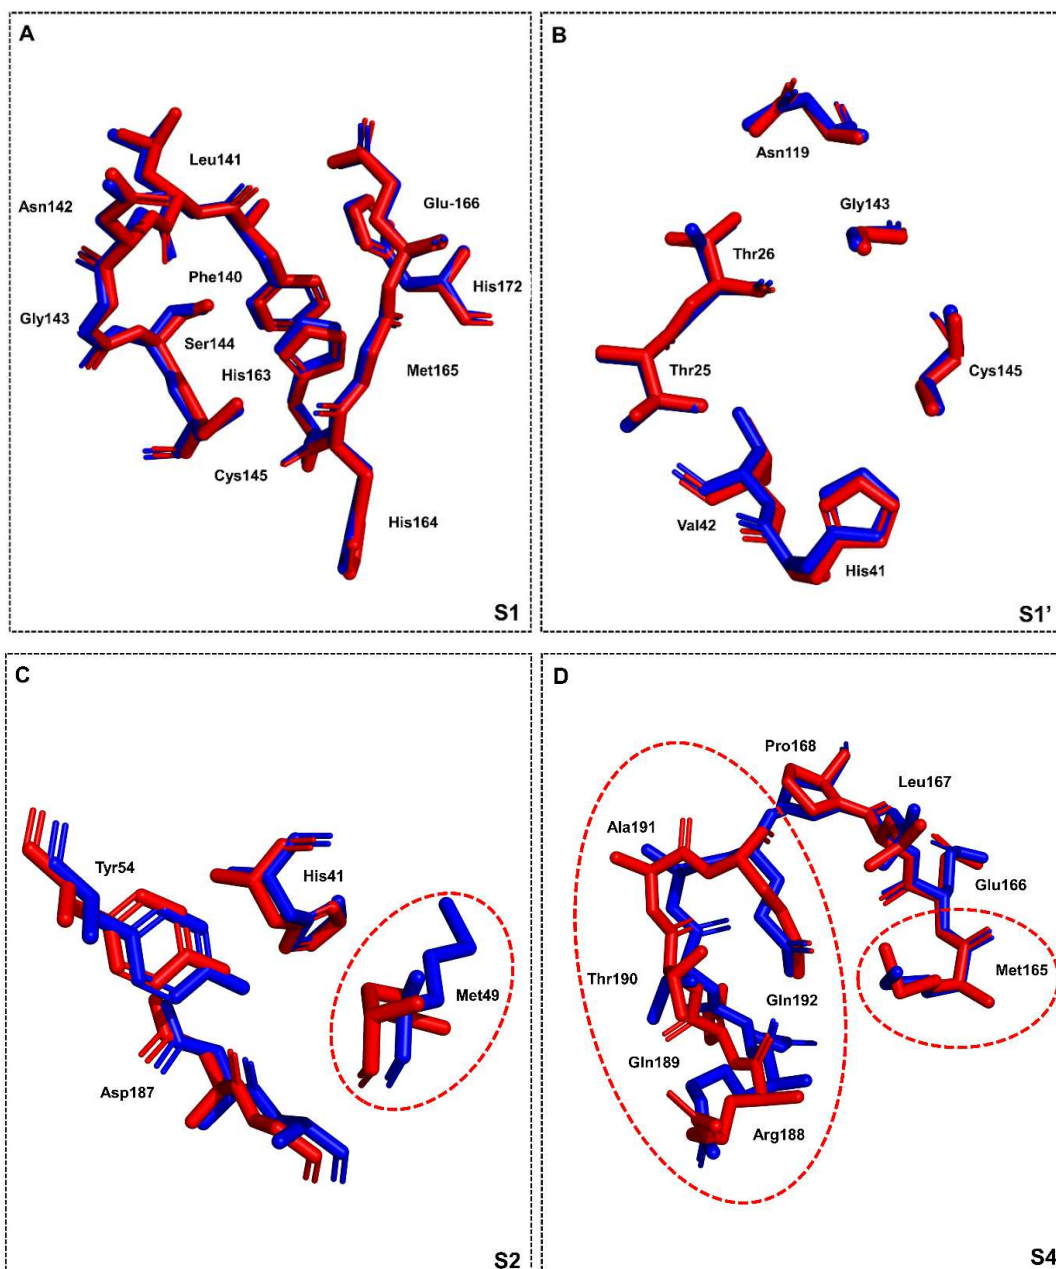 A
Leu141
Asn142
Glu-166
Phe140
His172
Gly143
Ser144
His163
Met165
Cys145
His164
S1
B
Asn119
Gly143
Thr26
Thr25
Cys145
Val42
His41
S1’
C
Tyr54
His41
Met49
Asp187
S2
D
Pro168
Leu167
Ala191
Glu166
Thr190
Met165
Gln192
Gln189
Arg188
S4